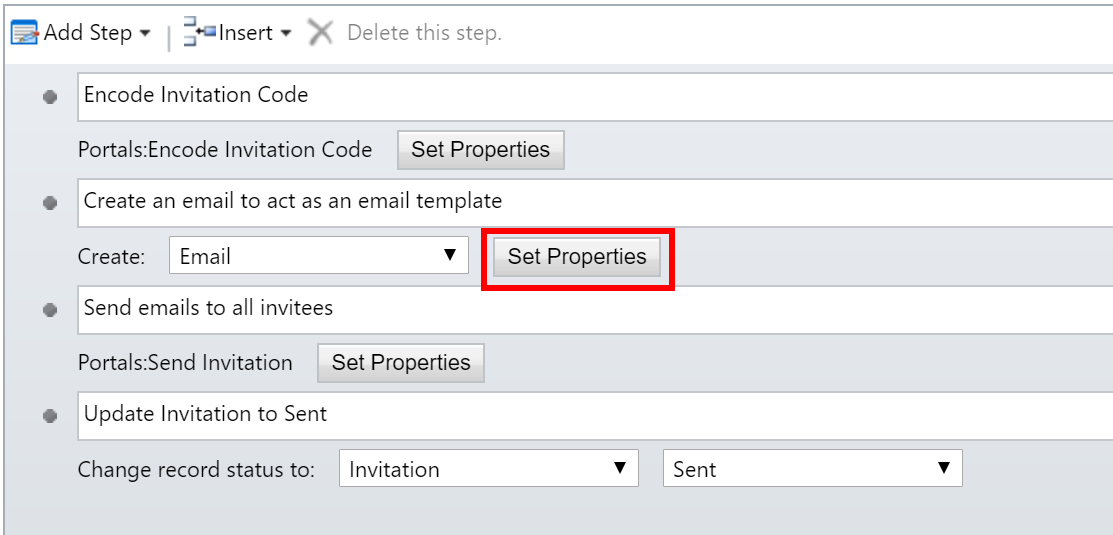 Add Step Insert Delete this step.
Encode Invitation Code
Portals:Encode Invitation Code Set Properties
Create an email to act as an email template
Create: Email Set Properties
Send emails to all invitees
Portals:Send Invitation Set Properties
Update Invitation to Sent
Change record status to: Invitation Sent